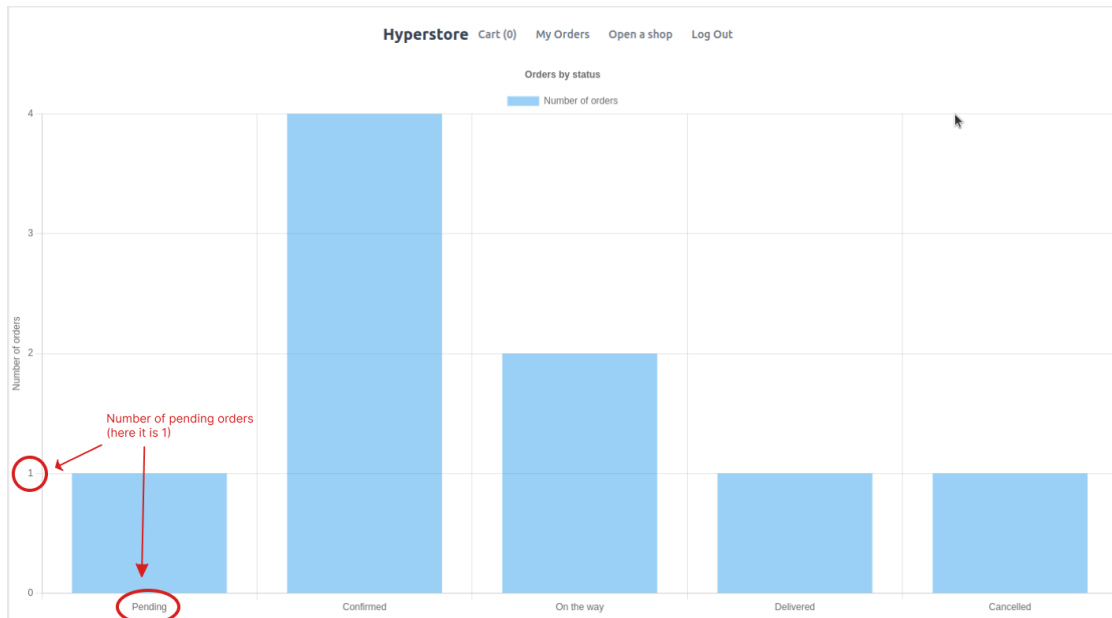 Hyperstore Cart (0) My Orders Open a shop Log Out
Orders by status
Number of orders
4
3
2
1
0
Number of orders
Number of pending orders
(here it is 1)
Pending Confirmed On the way Delivered Cancelled